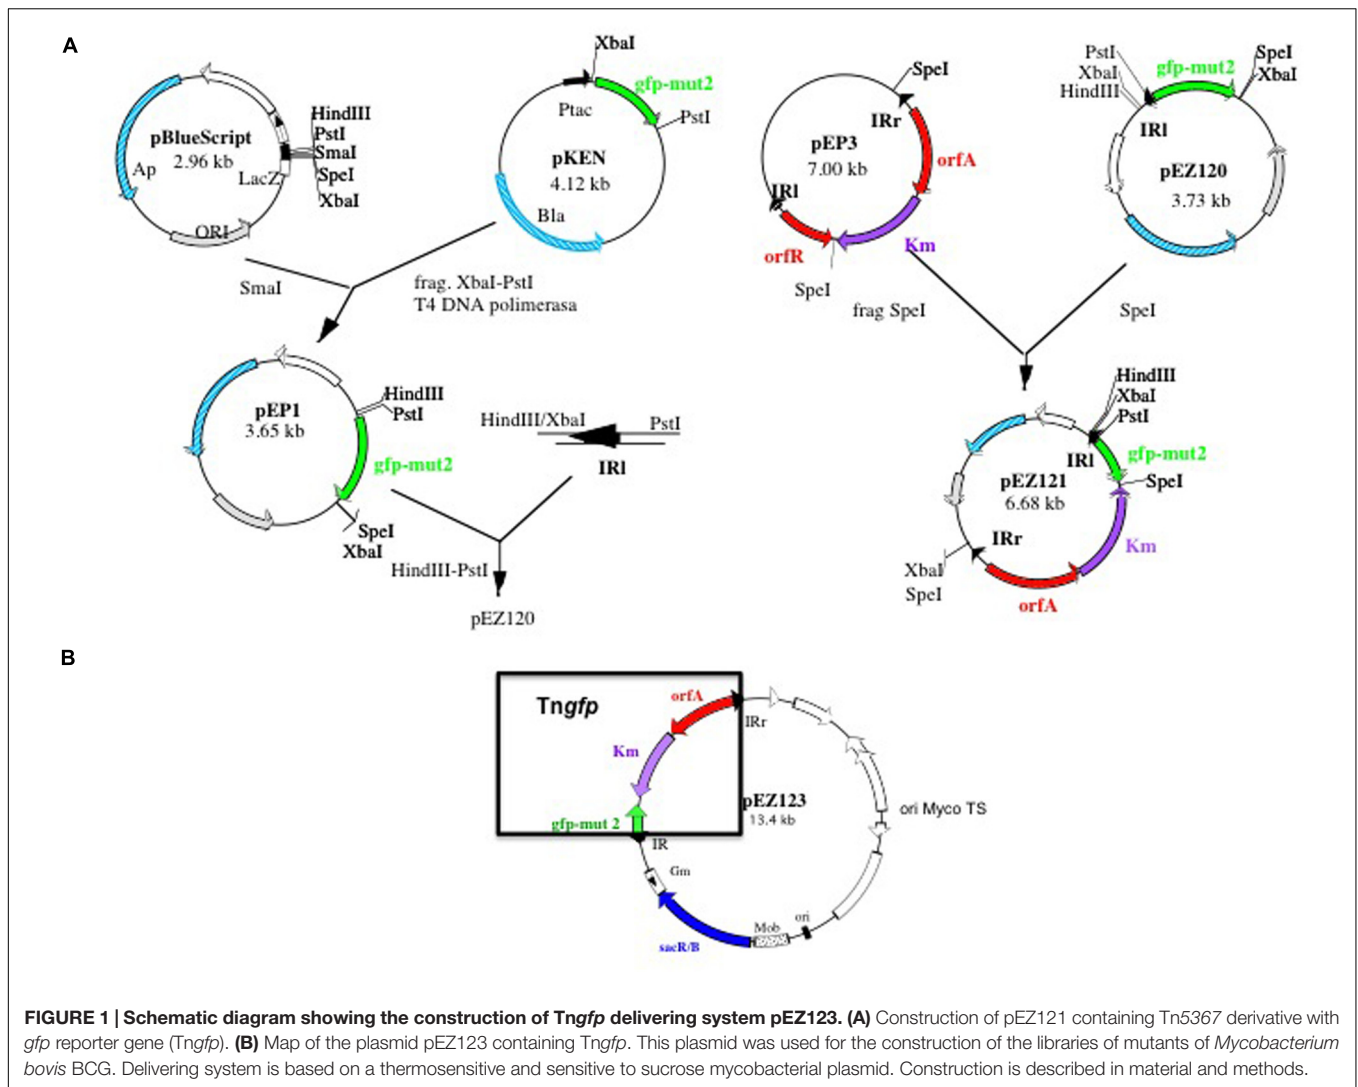 A
pBlueScript
2.96 kb
Ap
LacZ
ORI
HindIII
PstI
SmaI
SpeI
XbaI
XbaI
gfp-mut2
Ptac
PstI
pKEN
4.12 kb
Bla
SpeI
IRr
pEP3
7.00 kb
orfA
IRl
orfR
Km
SpeI
PstI
XbaI
HindIII
gfp-mut2
SpeI
XbaI
IRl
pEZ120
3.73 kb
SmaI
frag. XbaI-PstI
T4 DNA polimerasa
frag SpeI
SpeI
pEP1
3.65 kb
HindIII
PstI
gfp-mut2
SpeI
XbaI
HindIII/XbaI
PstI
IRl
HindIII-PstI
pEZ120
HindIII
XbaI
PstI
IRl
gfp-mut2
SpeI
pEZ121
6.68 kb
IRr
Km
XbaI
SpeI
orfA
B
Tngfp
orfA
IRr
Km
pEZ123
13.4 kb
gfp-mut 2
IR
Gm
ori Myco TS
ori
Mob
sacR/B
FIGURE 1 | Schematic diagram showing the construction of Tngfp delivering system pEZ123. (A) Construction of pEZ121 containing Tn5367 derivative with
gfp reporter gene (Tngfp). (B) Map of the plasmid pEZ123 containing Tngfp. This plasmid was used for the construction of the libraries of mutants of Mycobacterium
bovis BCG. Delivering system is based on a thermosensitive and sensitive to sucrose mycobacterial plasmid. Construction is described in material and methods.